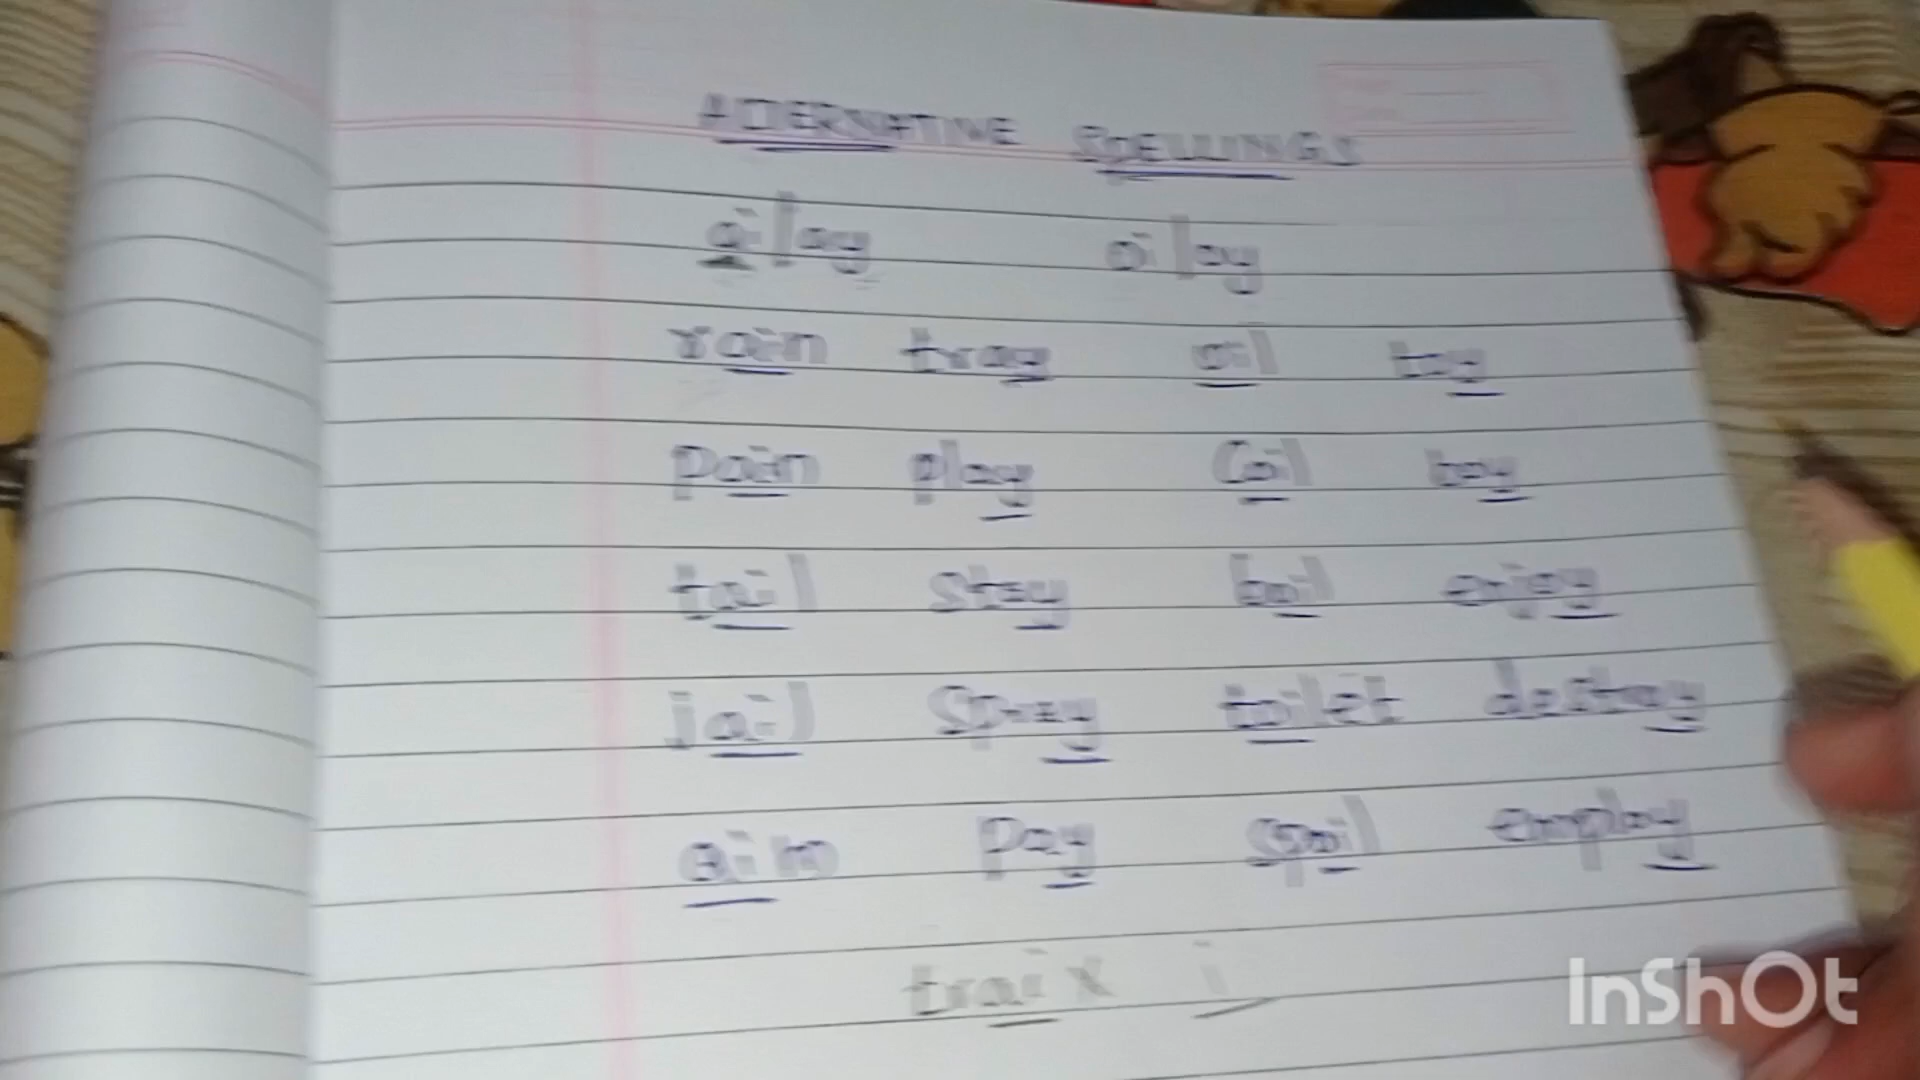 ALTERNATIVE SPELLINGS
ai | ay oi | oy
rain tray oil toy
pain play Coil boy
tail stay boil enjoy
jail spray toilet destroy
aim pay spoil employ
trai x
InShOt